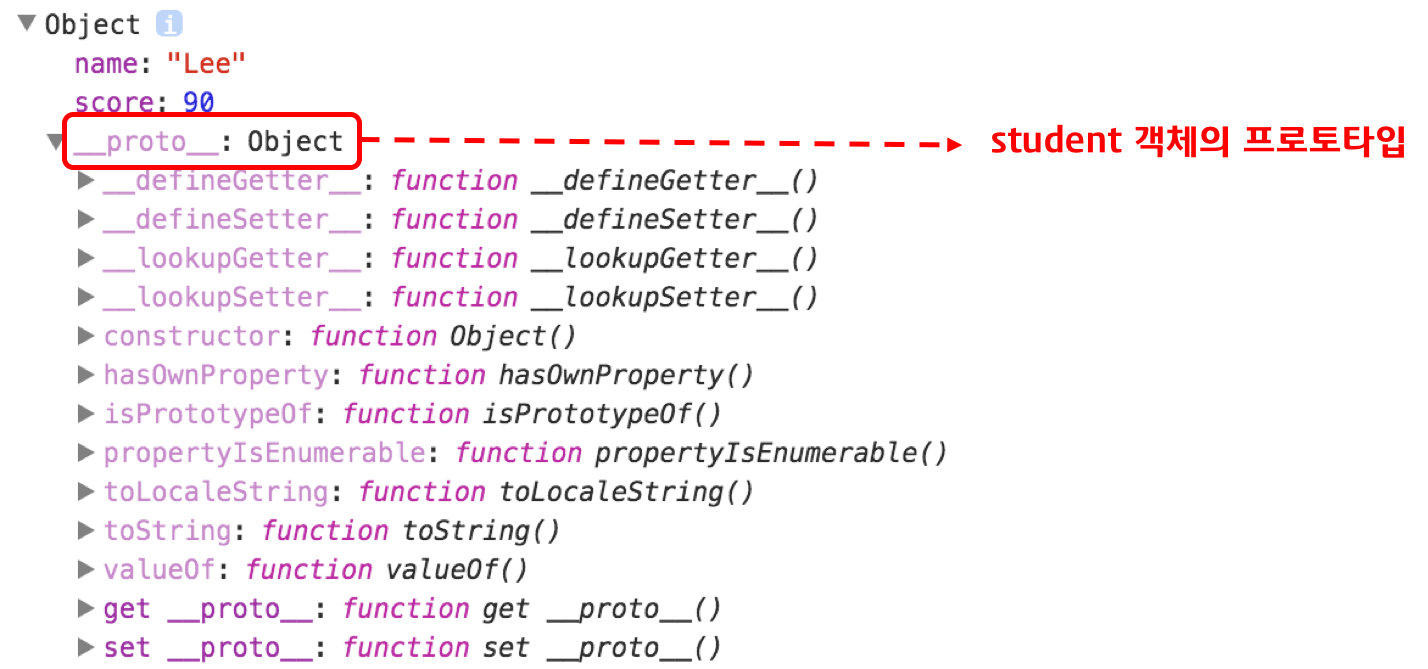 ▼ Object i
name: "Lee"
score: 90
▼ __proto__: Object student 객체의 프로토타입
▶ __defineGetter__: function __defineGetter__()
▶ __defineSetter__: function __defineSetter__()
▶ __lookupGetter__: function __lookupGetter__()
▶ __lookupSetter__: function __lookupSetter__()
▶ constructor: function Object()
▶ hasOwnProperty: function hasOwnProperty()
▶ isPrototypeOf: function isPrototypeOf()
▶ propertyIsEnumerable: function propertyIsEnumerable()
▶ toLocaleString: function toLocaleString()
▶ toString: function toString()
▶ valueOf: function valueOf()
▶ get __proto__: function get __proto__()
▶ set __proto__: function set __proto__()